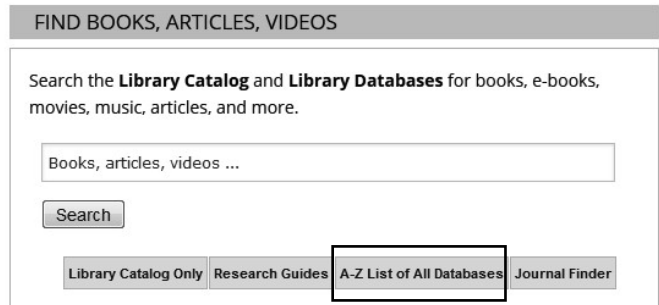 FIND BOOKS, ARTICLES, VIDEOS
Search the Library Catalog and Library Databases for books, e-books,
movies, music, articles, and more.
Books, articles, videos ...
Search
Library Catalog Only Research Guides A-Z List of All Databases Journal Finder